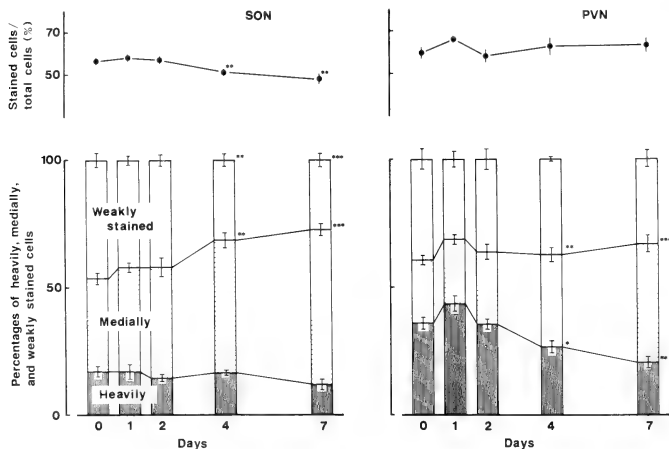 SON
PVN
Stained cells/
total cells (%)
70
50
**
**
Percentages of heavily, medially,
and weakly stained cells
100
50
0
Weakly
stained
Medially
Heavily
**
***
**
***
**
***
*
**
0 1 2 4 7
Days
0 1 2 4 7
Days